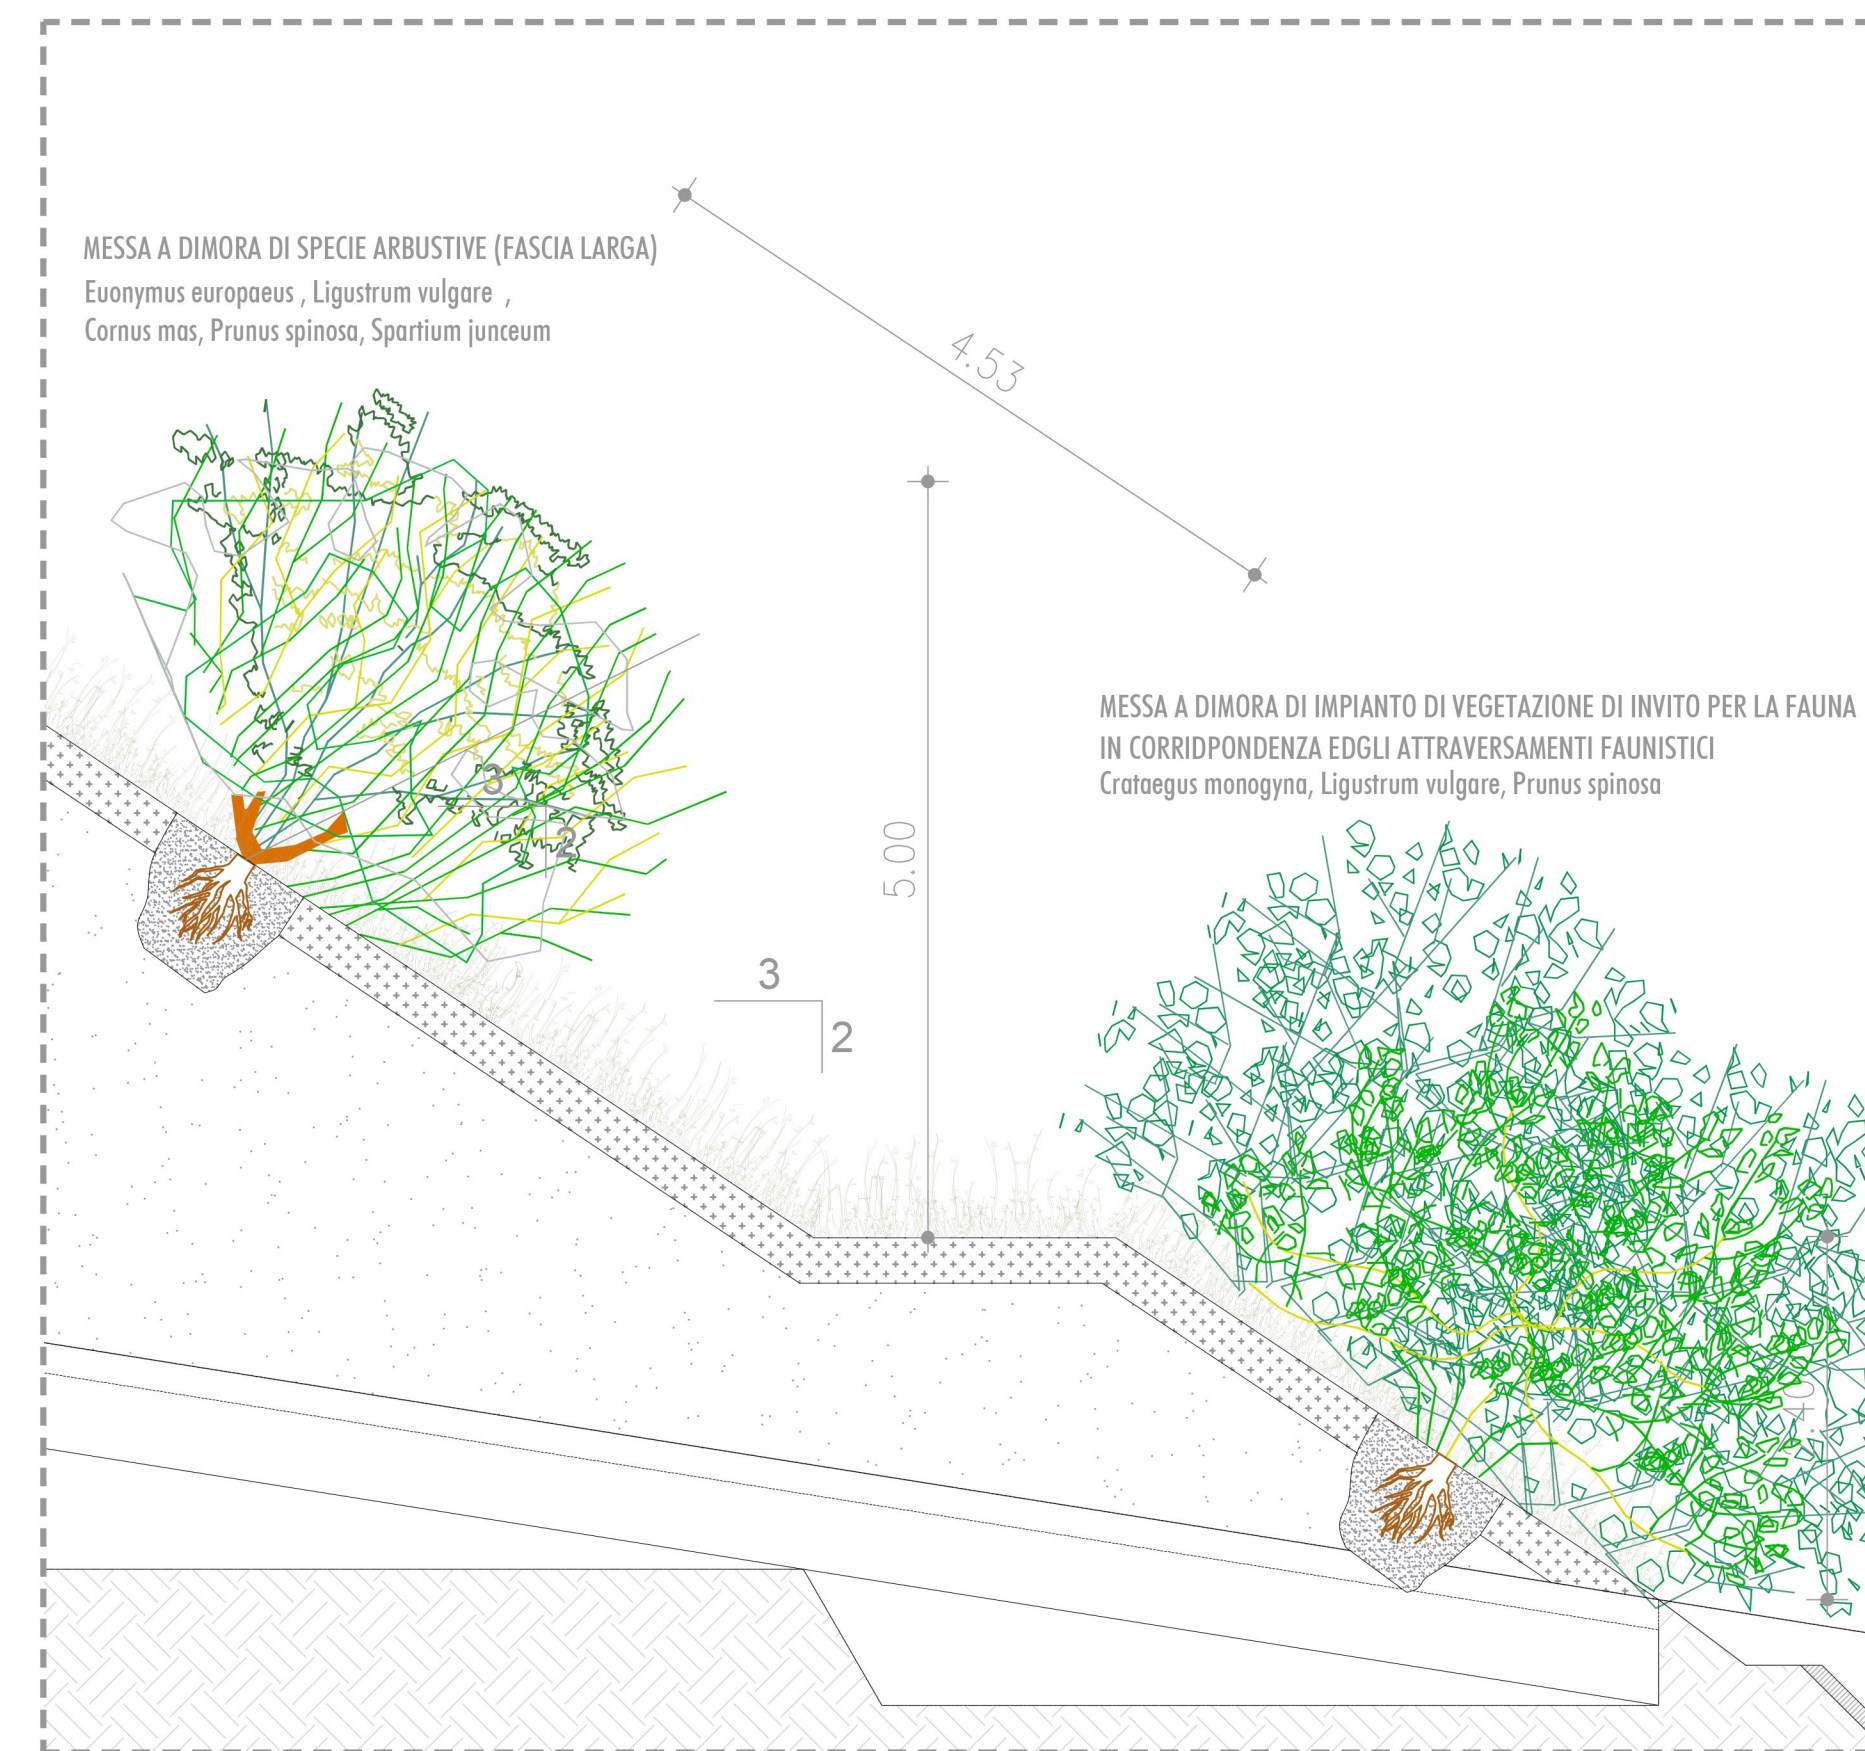 MESSA A DIMORA DI SPECIE ARBUSTIVE (FASCIA LARGA)
Euonymus europaeus , Ligustrum vulgare ,
Cornus mas, Prunus spinosa, Spartium junceum
4.53
MESSA A DIMORA DI IMPIANTO DI VEGETAZIONE DI INVITO PER LA FAUNA
IN CORRIDPONDENZA EDGLI ATTRAVERSAMENTI FAUNISTICI
Crataegus monogyna, Ligustrum vulgare, Prunus spinosa
3
2
5.00
3
2